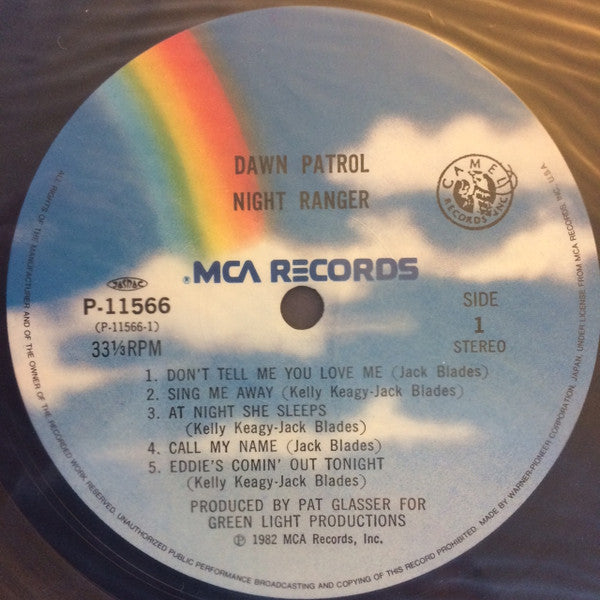 DAWN PATROL
NIGHT RANGER
CAMEL
RECORDS, INC.
® MCA RECORDS
JASRAC
P-11566
(P-11566-1)
33⅓RPM
SIDE
1
STEREO
1. DON'T TELL ME YOU LOVE ME (Jack Blades)
2. SING ME AWAY (Kelly Keagy-Jack Blades)
3. AT NIGHT SHE SLEEPS
(Kelly Keagy-Jack Blades)
4. CALL MY NAME (Jack Blades)
5. EDDIE'S COMIN' OUT TONIGHT
(Kelly Keagy-Jack Blades)
PRODUCED BY PAT GLASSER FOR
GREEN LIGHT PRODUCTIONS
℗ 1982 MCA Records, Inc.
ALL RIGHTS OF THE MANUFACTURER AND OF THE OWNER OF THE RECORDED WORK RESERVED. UNAUTHORIZED PUBLIC PERFORMANCE BROADCASTING AND COPYING OF THIS RECORD PROHIBITED. MADE BY WARNER-PIONEER CORPORATION, JAPAN, UNDER LICENSE FROM MCA RECORDS, INC., U.S.A.